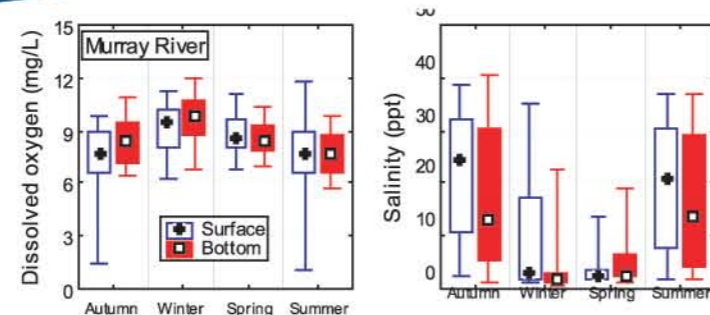 Murray River
Dissolved oxygen (mg/L)
15
12
9
6
3
0
Surface
Bottom
Autumn Winter Spring Summer
Salinity (ppt)
50
40
30
20
10
0
Autumn Winter Spring Summer